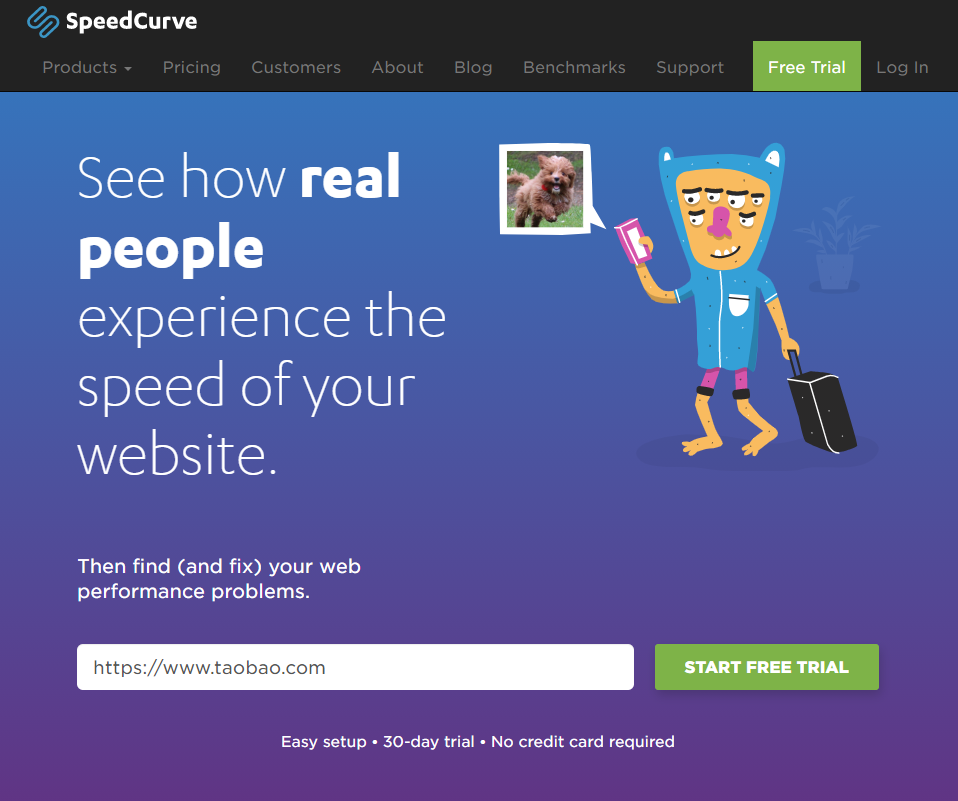 SpeedCurve
Products Pricing Customers About Blog Benchmarks Support Free Trial Log In
See how real
people
experience the
speed of your
website.
Then find (and fix) your web
performance problems.
https://www.taobao.com START FREE TRIAL
Easy setup • 30-day trial • No credit card required